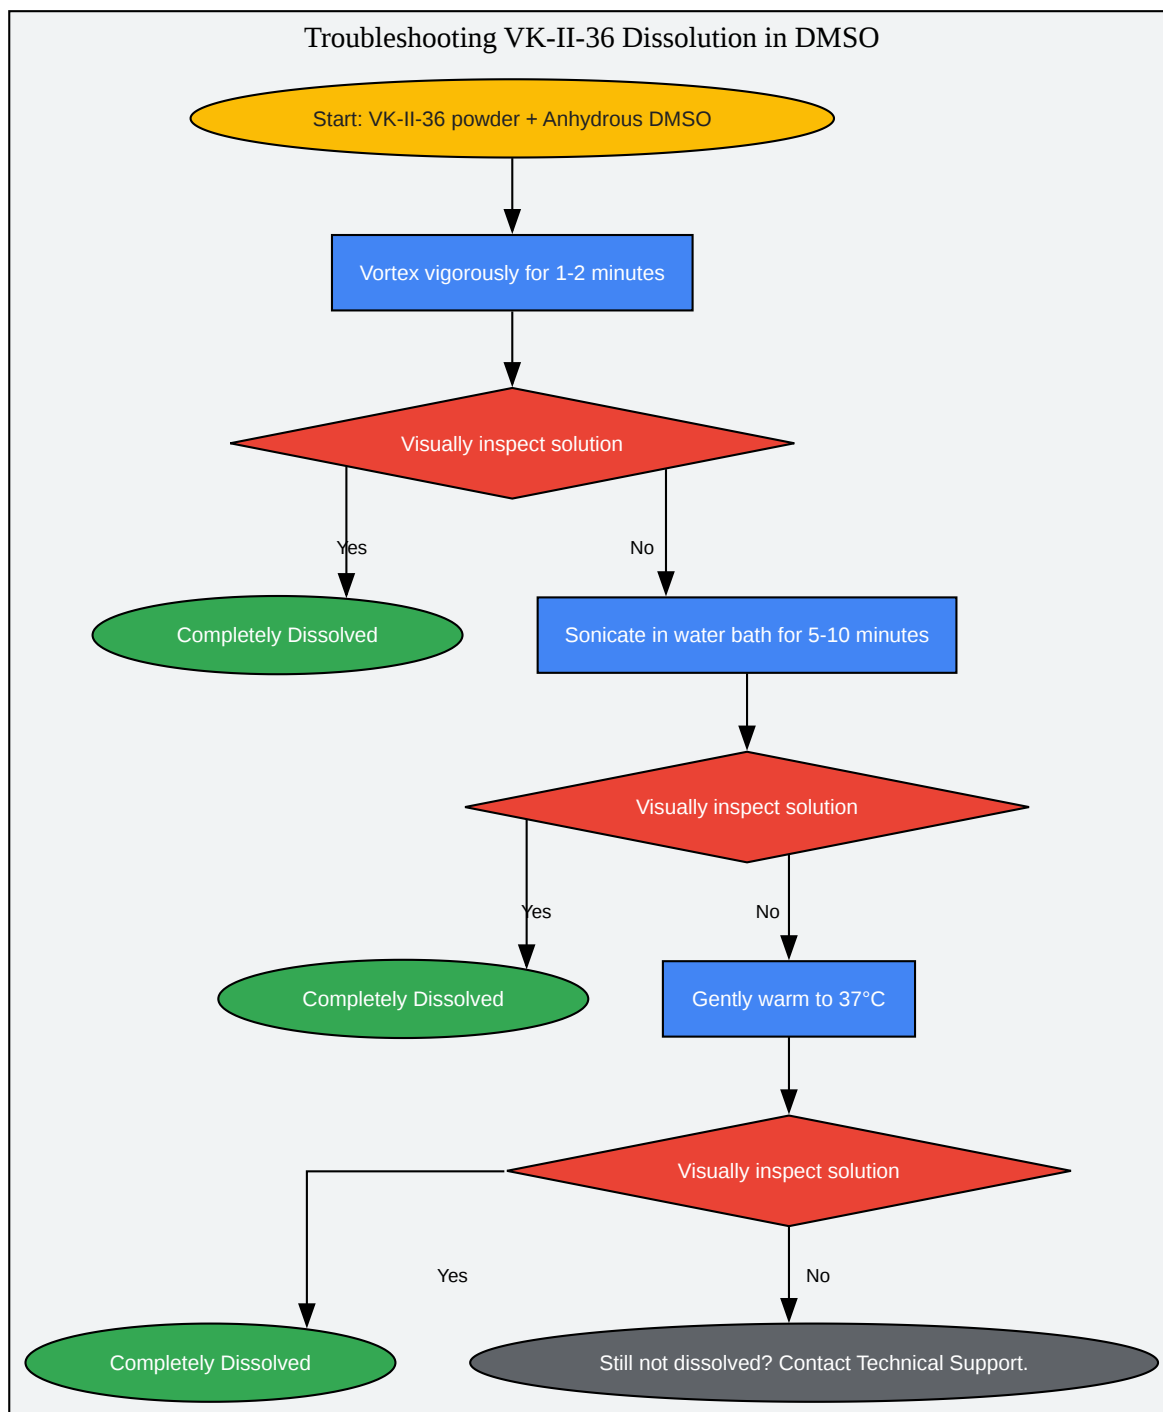 Troubleshooting VK-II-36 Dissolution in DMSO
Start: VK-II-36 powder + Anhydrous DMSO
Vortex vigorously for 1-2 minutes
Visually inspect solution
Yes
No
Completely Dissolved
Sonicate in water bath for 5-10 minutes
Visually inspect solution
Yes
No
Completely Dissolved
Gently warm to 37°C
Visually inspect solution
Yes
No
Completely Dissolved
Still not dissolved? Contact Technical Support.